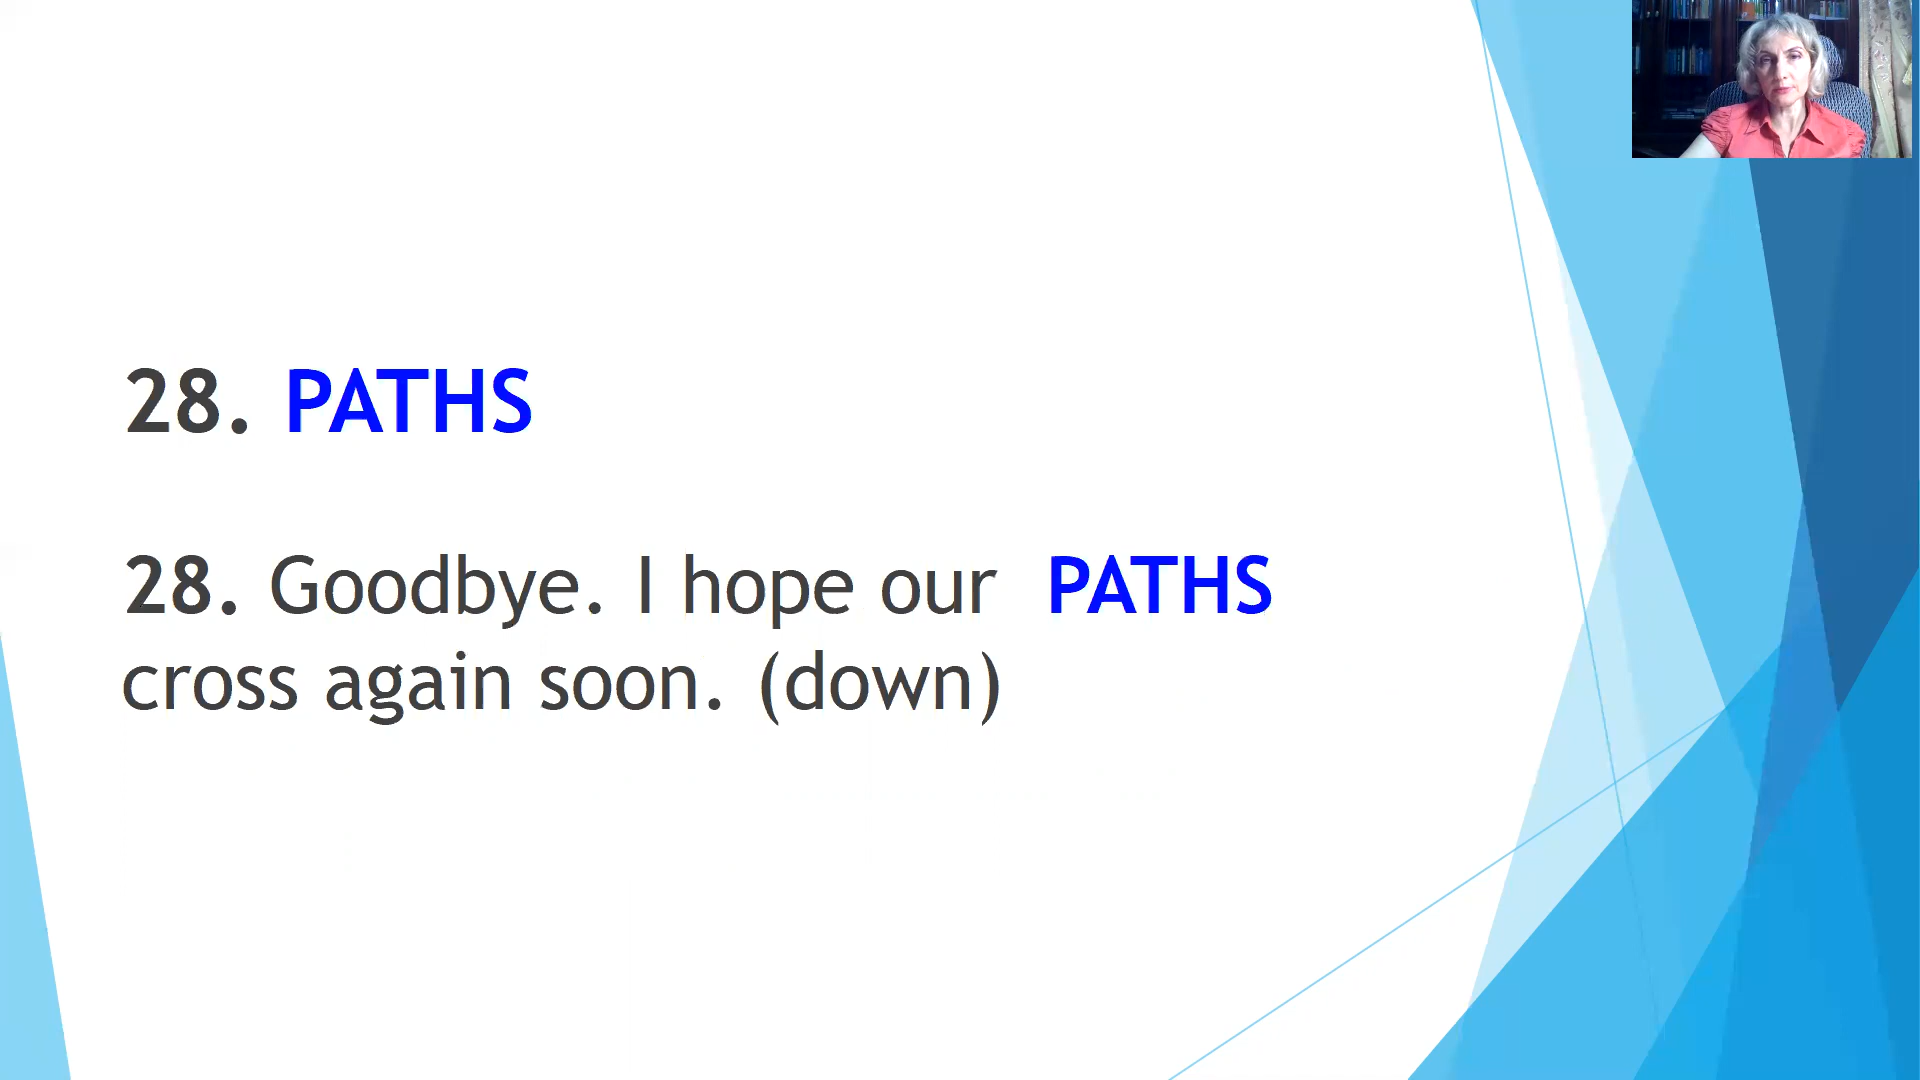 28. PATHS
28. Goodbye. I hope our PATHS
cross again soon. (down)